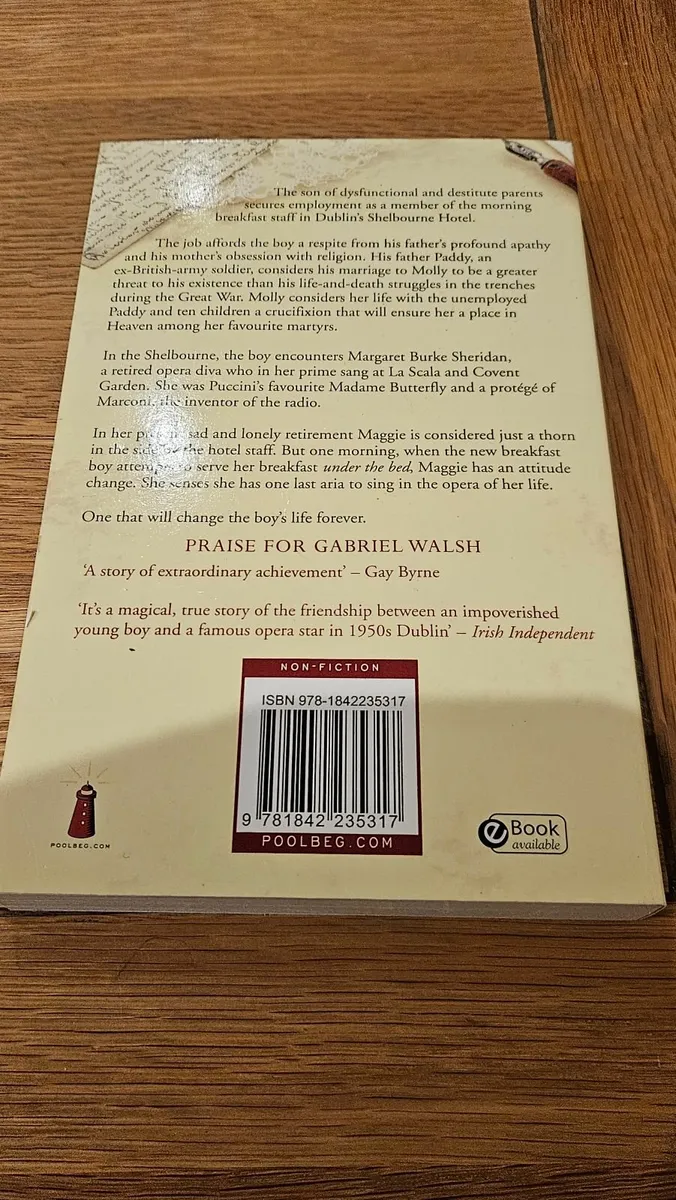 The son of dysfunctional and destitute parents
secures employment as a member of the morning
breakfast staff in Dublin's Shelbourne Hotel.
The job affords the boy a respite from his father's profound apathy
and his mother's obsession with religion. His father Paddy, an
ex-British-army soldier, considers his marriage to Molly to be a greater
threat to his existence than his life-and-death struggles in the trenches
during the Great War. Molly considers her life with the unemployed
Paddy and ten children a crucifixion that will ensure her a place in
Heaven among her favourite martyrs.
In the Shelbourne, the boy encounters Margaret Burke Sheridan,
a retired opera diva who in her prime sang at La Scala and Covent
Garden. She was Puccini's favourite Madame Butterfly and a protégé of
Marconi, the inventor of the radio.
In her sad and lonely retirement Maggie is considered just a thorn
in the side by the hotel staff. But one morning, when the new breakfast
boy attempts to serve her breakfast under the bed, Maggie has an attitude
change. She senses she has one last aria to sing in the opera of her life.
One that will change the boy's life forever.
PRAISE FOR GABRIEL WALSH
'A story of extraordinary achievement' – Gay Byrne
'It's a magical, true story of the friendship between an impoverished
young boy and a famous opera star in 1950s Dublin' – Irish Independent
NON-FICTION
ISBN 978-1842235317
9 781842 235317
POOLBEG.COM
POOLBEG.COM
eBook
available